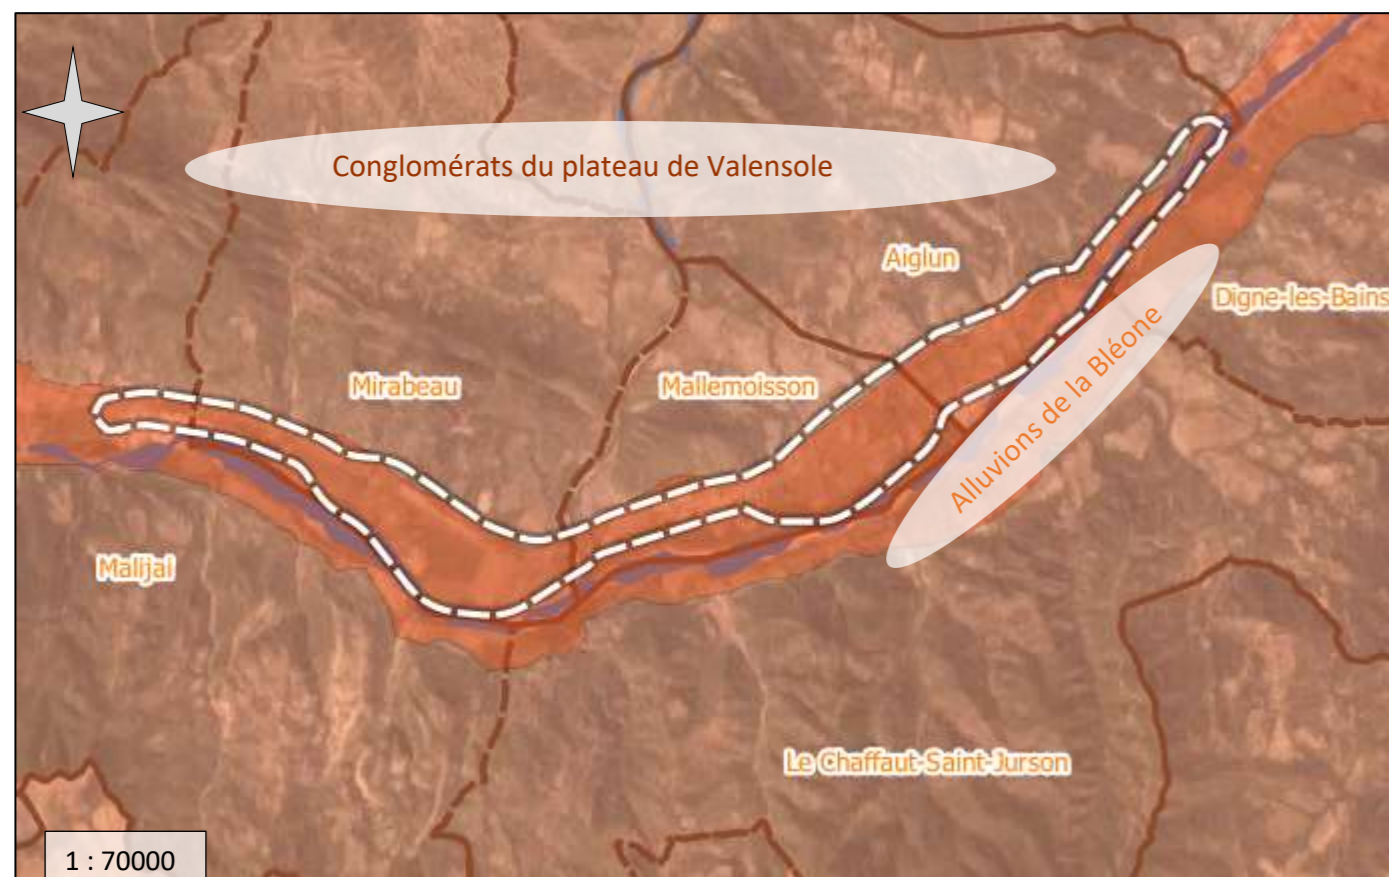 Conglomérats du plateau de Valensole
Aiglun
Digne-les-Bains
Alluvions de la Bléone
Mirabeau
Mallemoisson
Malijai
Le Chaffaut-Saint-Jurson
1 : 70000